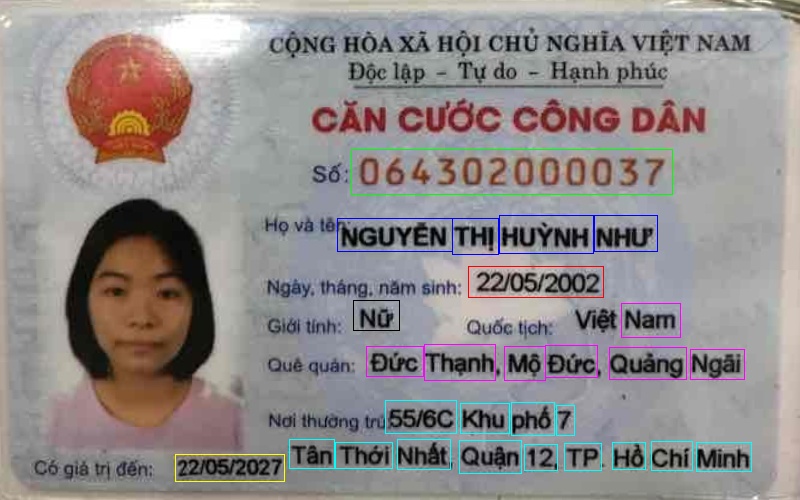 CỘNG HÒA XÃ HỘI CHỦ NGHĨA VIỆT NAM
Độc lập - Tự do - Hạnh phúc
CĂN CƯỚC CÔNG DÂN
Số: 064302000037
Họ và tên: NGUYỄN THỊ HUỲNH NHƯ
Ngày, tháng, năm sinh: 22/05/2002
Giới tính: Nữ Quốc tịch: Việt Nam
Quê quán: Đức Thạnh, Mộ Đức, Quảng Ngãi
Nơi thường trú: 55/6C Khu phố 7
Tân Thới Nhất, Quận 12, TP. Hồ Chí Minh
Có giá trị đến: 22/05/2027